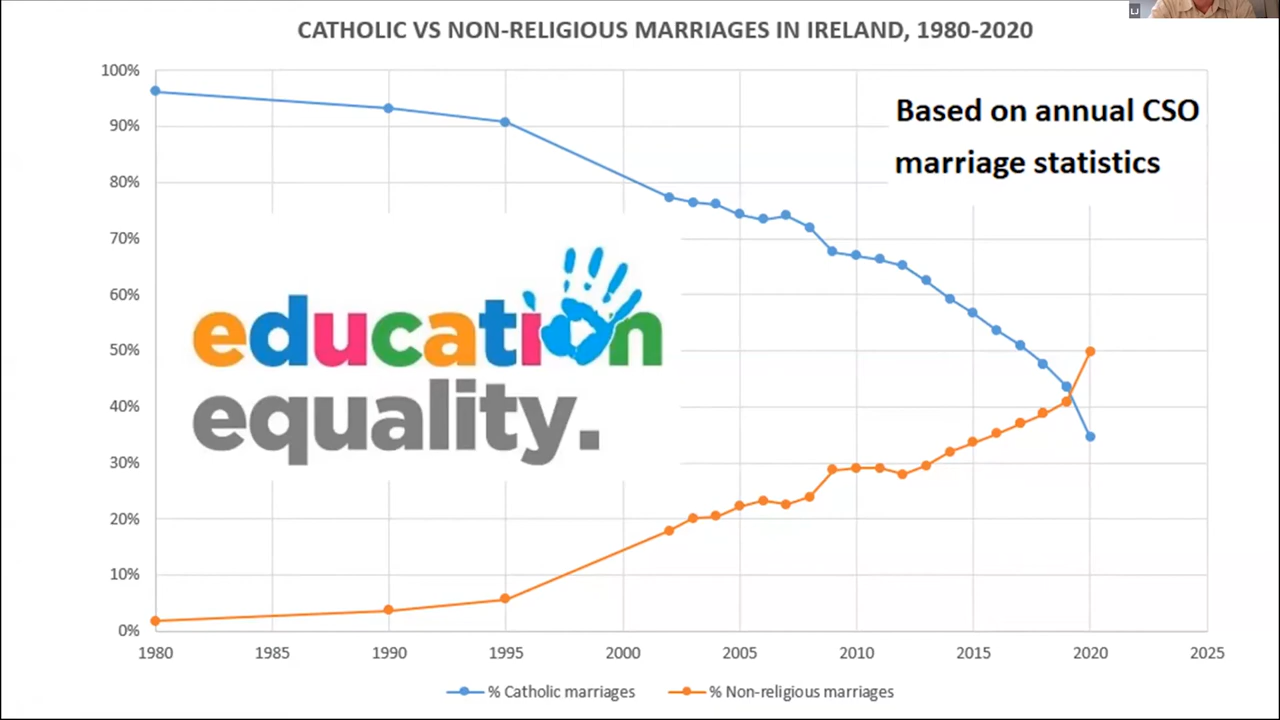 CATHOLIC VS NON-RELIGIOUS MARRIAGES IN IRELAND, 1980-2020
100%
90%
80%
70%
60%
50%
40%
30%
20%
10%
0%
Based on annual CSO
marriage statistics
education
equality.
1980 1985 1990 1995 2000 2005 2010 2015 2020 2025
% Catholic marriages % Non-religious marriages